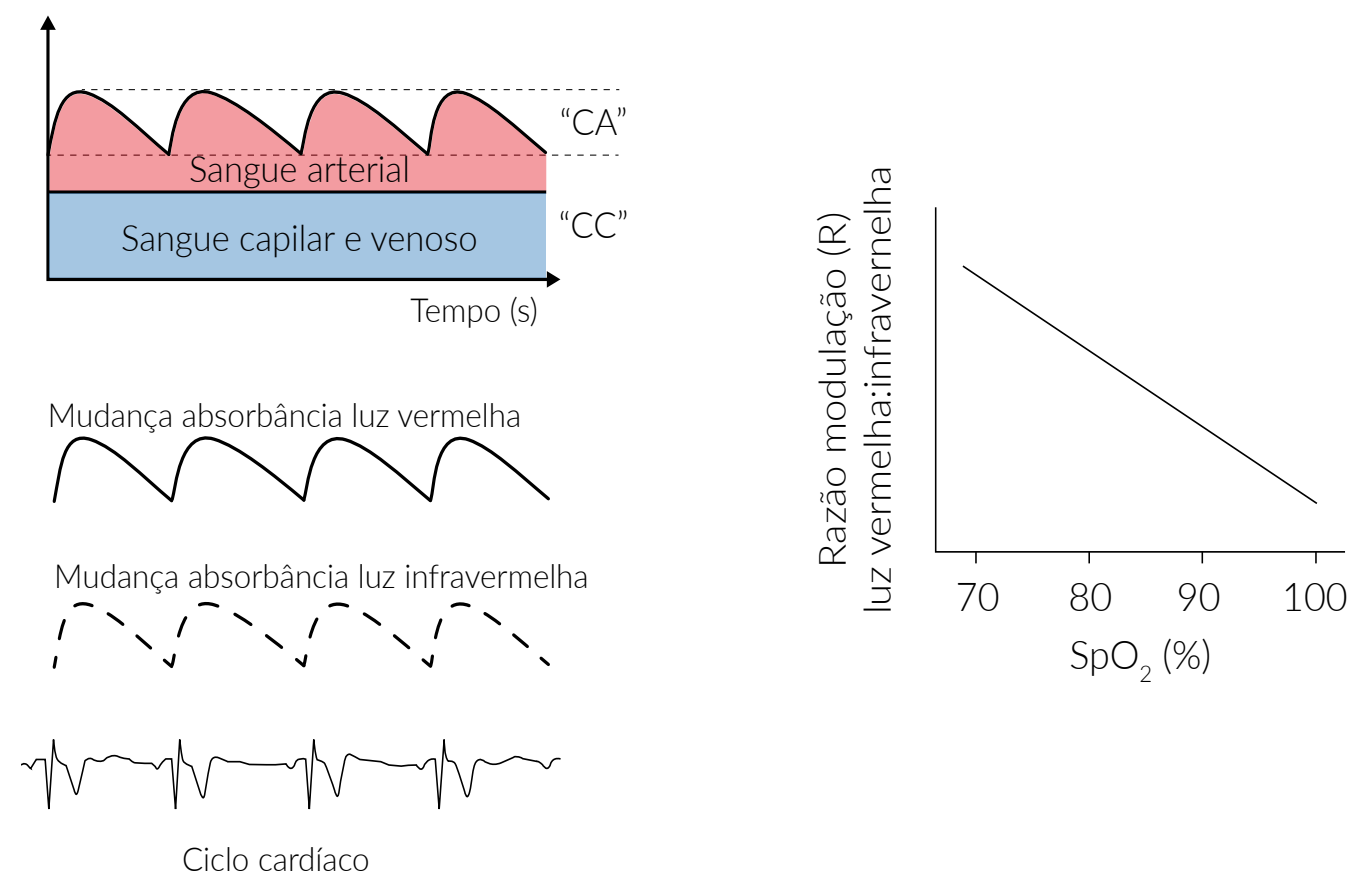 “CA”
Sangue arterial
“CC”
Sangue capilar e venoso
Tempo (s)
Mudança absorbância luz vermelha
Mudança absorbância luz infravermelha
Ciclo cardíaco
Razão modulação (R)
luz vermelha:infravernelha
70 80 90 100
SpO₂ (%)